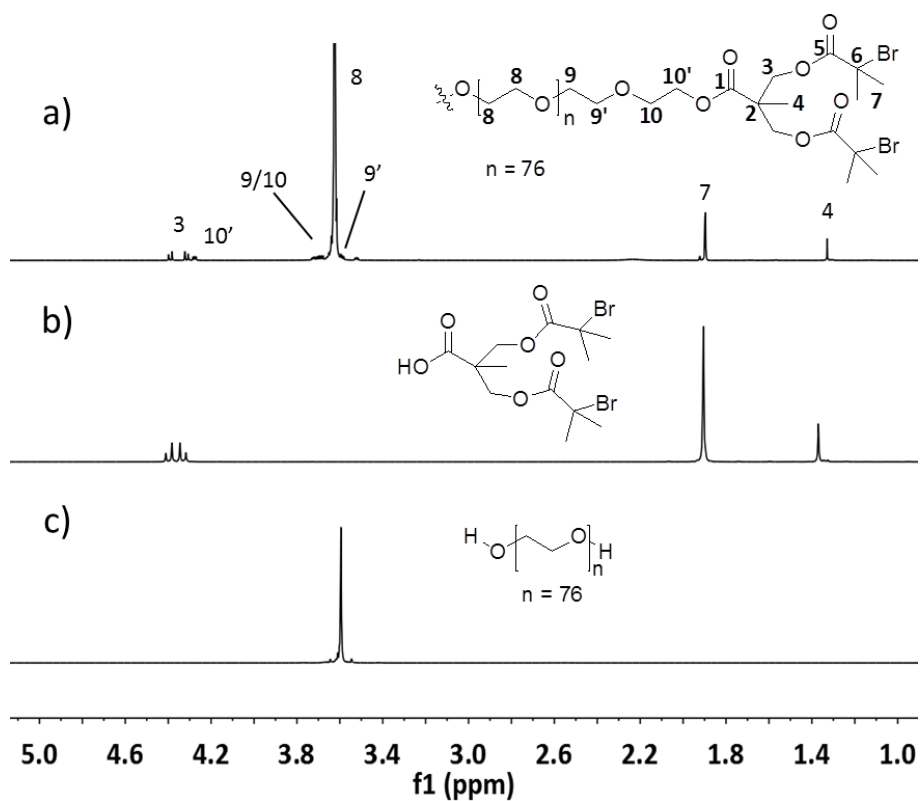 a)
8
9/10
9'
3
10'
7
4
O
8
O
8
n
9
9'
O
10
10'
O
1
O
2
3
4
O
5
O
6
Br
7
O
O
Br
n = 76
b)
HO
O
O
O
Br
O
O
Br
c)
H
O
O
H
n
n = 76
5.0 4.6 4.2 3.8 3.4 3.0 2.6 2.2 1.8 1.4 1.0
f1 (ppm)